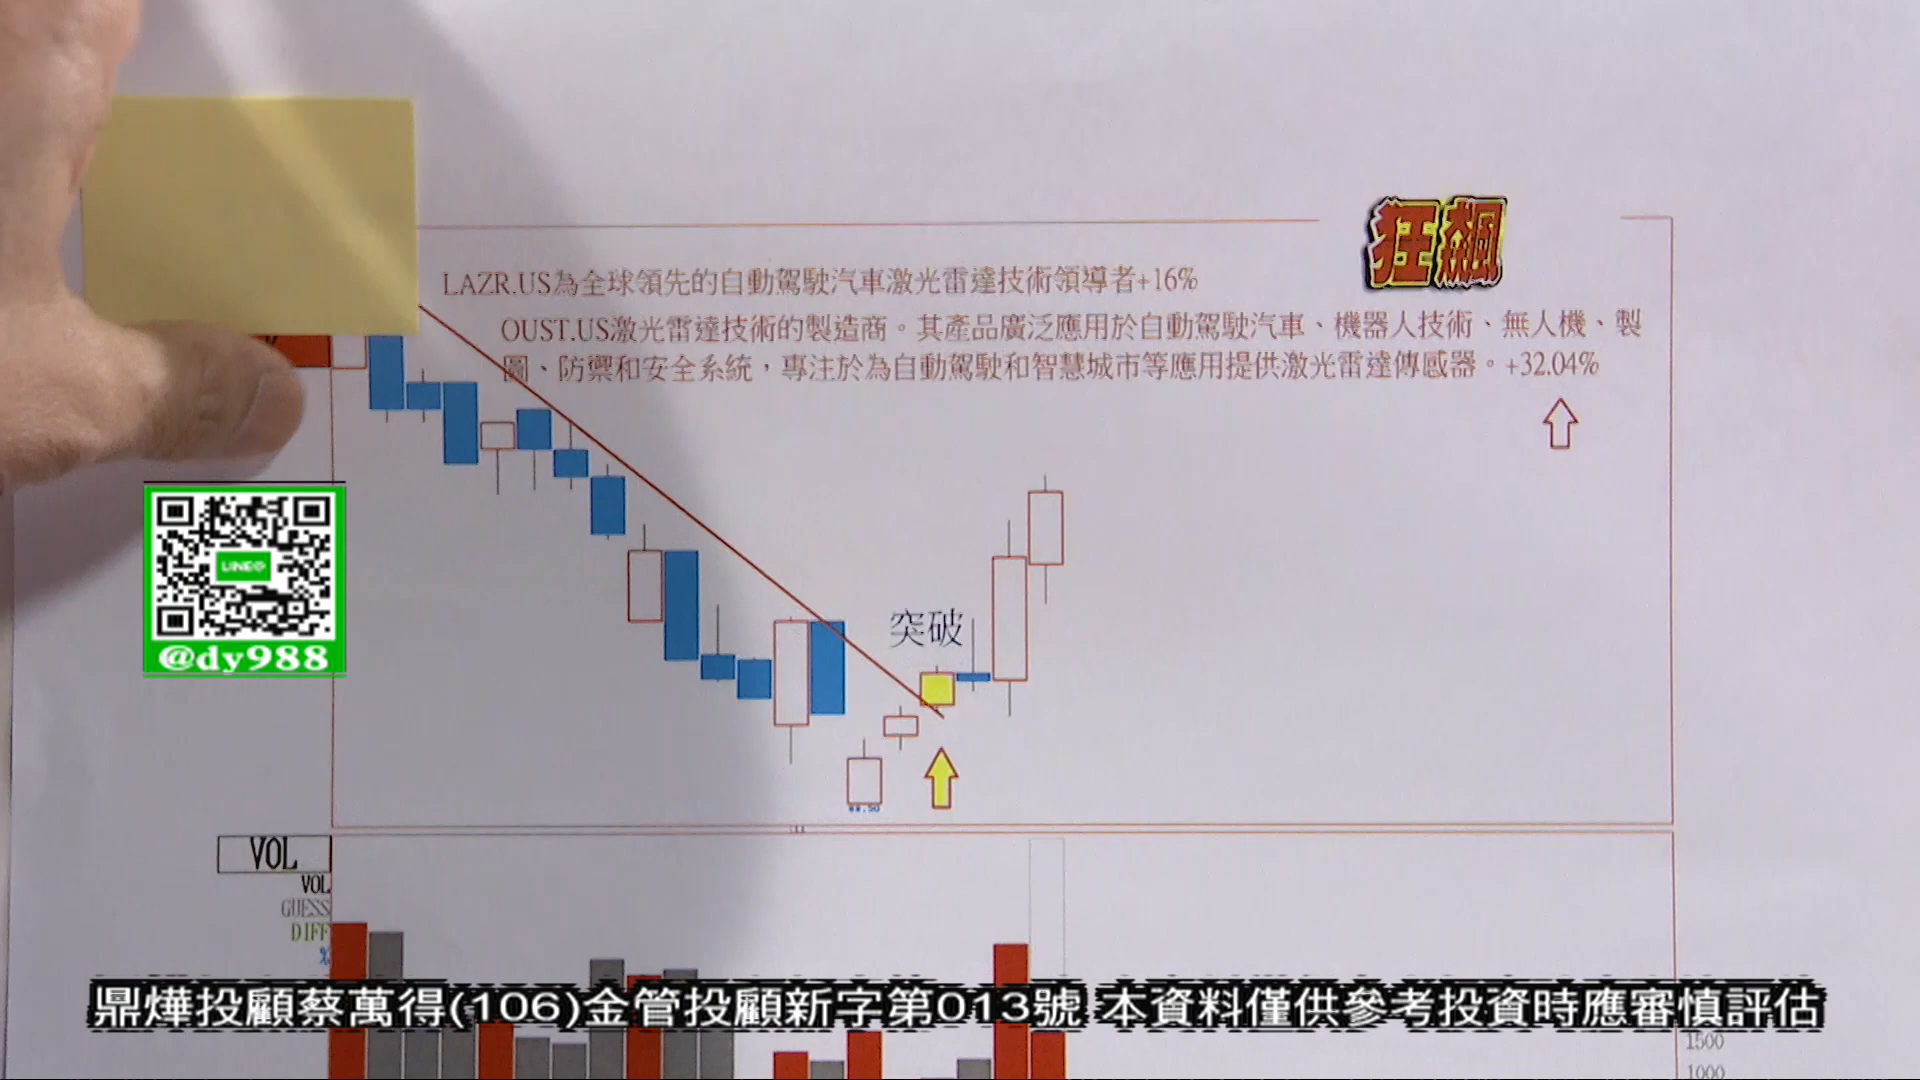 狂飆
LAZR.US為全球領先的自動駕駛汽車激光雷達技術領導者+16%
OUST.US激光雷達技術的製造商。其產品廣泛應用於自動駕駛汽車、機器人技術、無人機、製
圖、防禦和安全系統，專注於為自動駕駛和智慧城市等應用提供激光雷達傳感器。+32.04%
LINE@
@dy988
突破
VOL
VOL
GUESS
DIFF
%
鼎燁投顧蔡萬得(106)金管投顧新字第013號 本資料僅供參考投資時應審慎評估
1500
1000